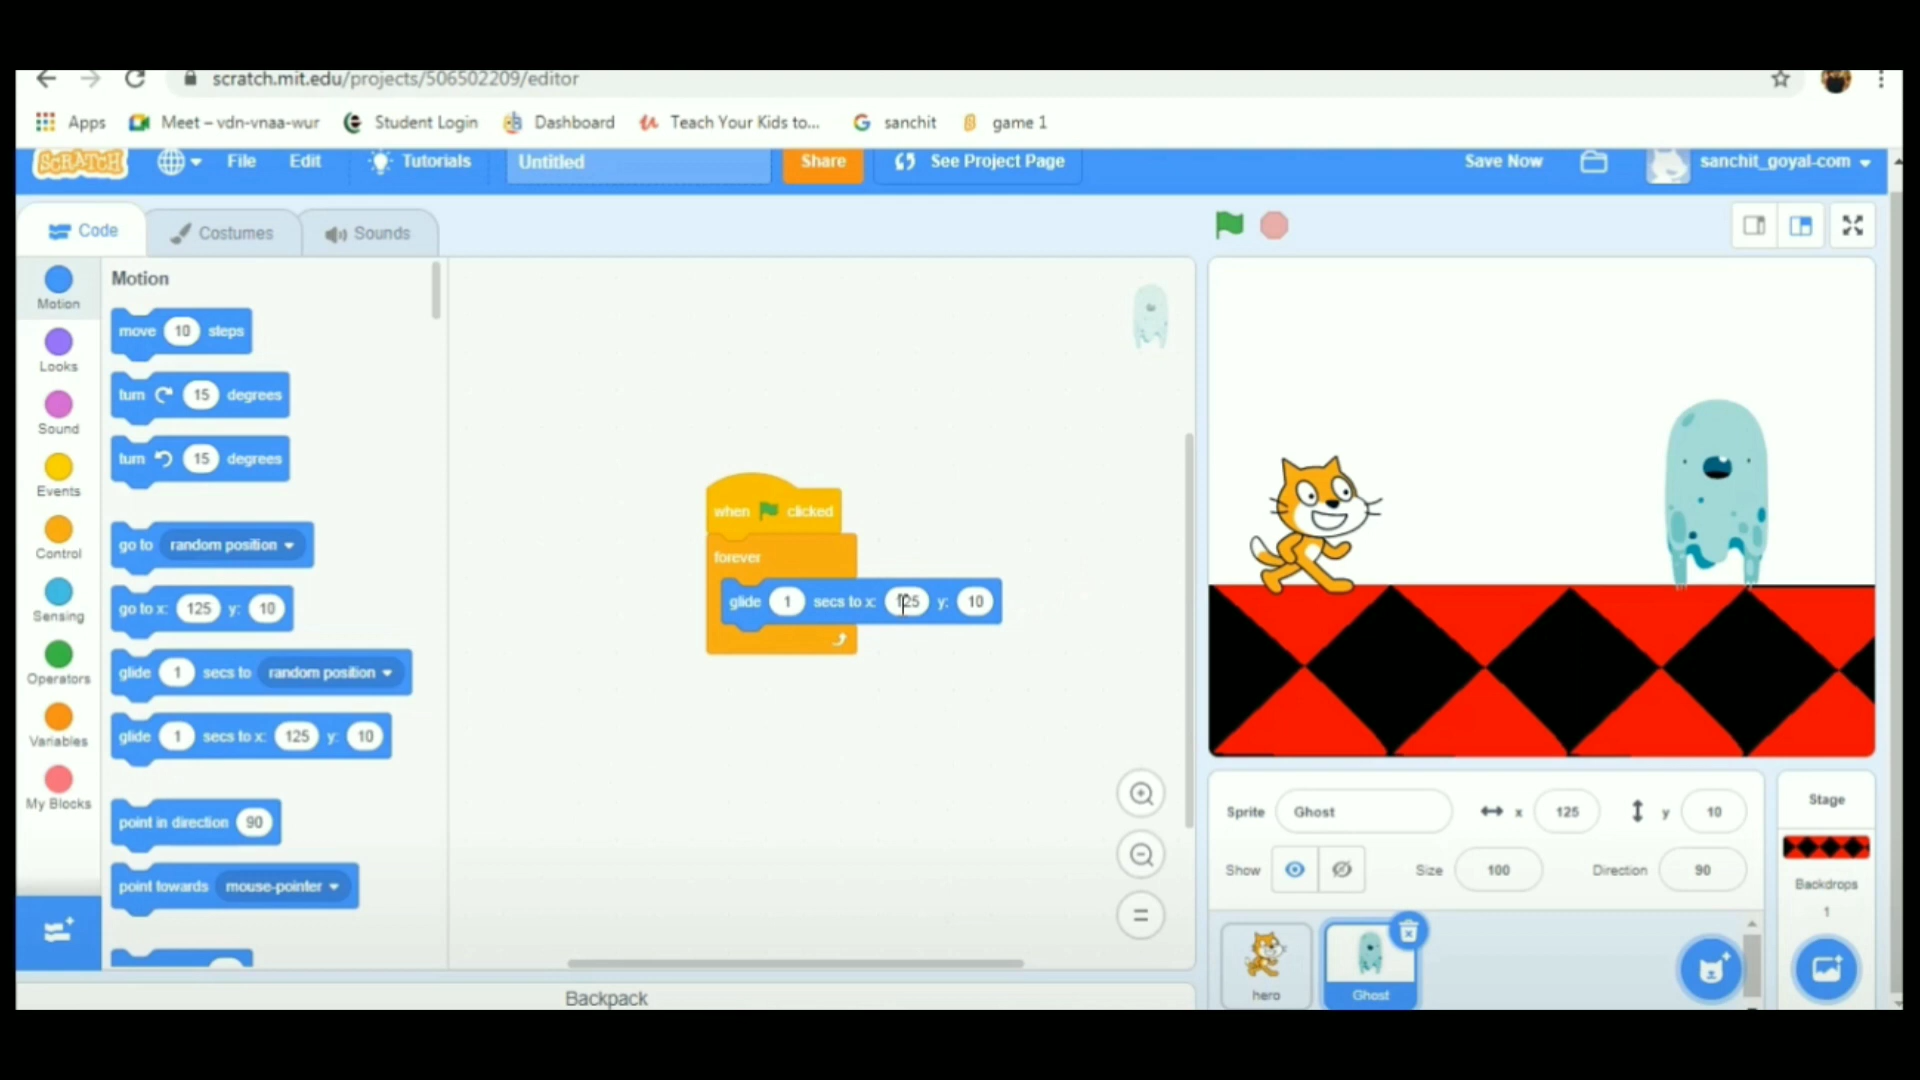 scratch.mit.edu/projects/506502209/editor
Apps Meet – vdn-vnaa-wur Student Login Dashboard Teach Your Kids to... sanchit game 1
SCRATCH File Edit Tutorials Untitled Share See Project Page Save Now sanchit_goyal-com
Code Costumes Sounds
Motion
Looks
Sound
Events
Control
Sensing
Operators
Variables
My Blocks
Motion
move 10 steps
turn 15 degrees
turn 15 degrees
go to random position
go to x: 125 y: 10
glide 1 secs to random position
glide 1 secs to x: 125 y: 10
point in direction 90
point towards mouse-pointer
when clicked
forever
glide 1 secs to x: 125 y: 10
Backpack
Sprite Ghost x 125 y 10
Show Size 100 Direction 90
hero
Ghost
Stage
Backdrops
1